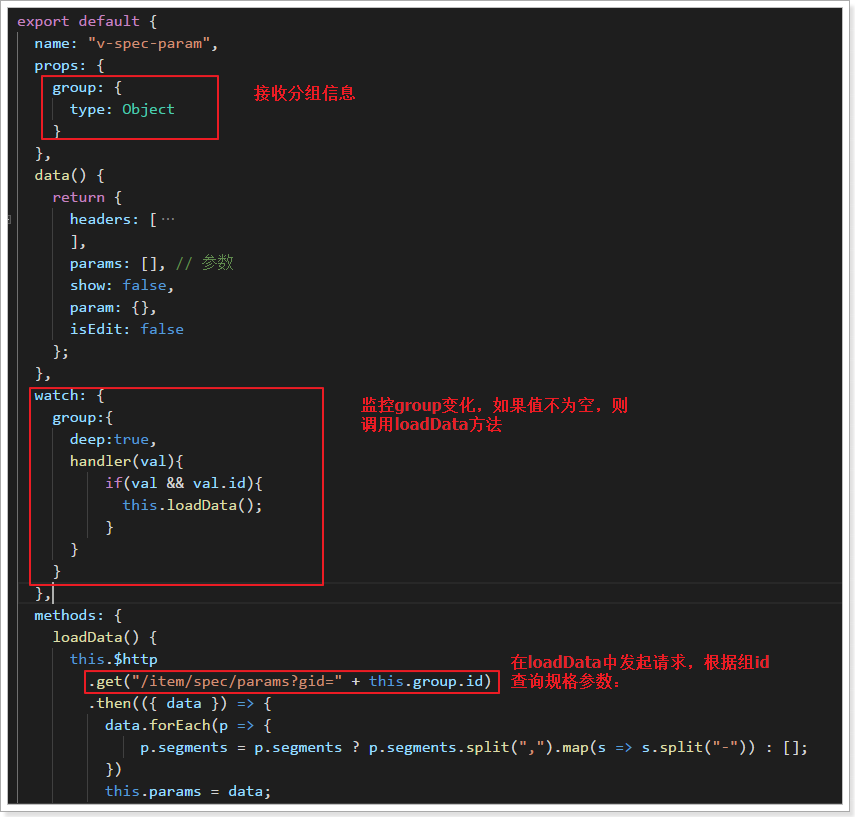 export default {
name: "v-spec-param",
props: {
group: {
接收分组信息
type: Object
}
},
data() {
return {
headers: [ ···
],
params: [], // 参数
show: false,
param: {},
isEdit: false
};
},
watch: {
监控group变化，如果值不为空，则
group:{
调用loadData方法
deep:true,
handler(val){
if(val && val.id){
this.loadData();
}
}
}
},
methods: {
loadData() {
this.$http
在loadData中发起请求，根据组id
.get("/item/spec/params?gid=" + this.group.id)
查询规格参数：
.then(({ data }) => {
data.forEach(p => {
p.segments = p.segments ? p.segments.split(",").map(s => s.split("-")) : [];
})
this.params = data;